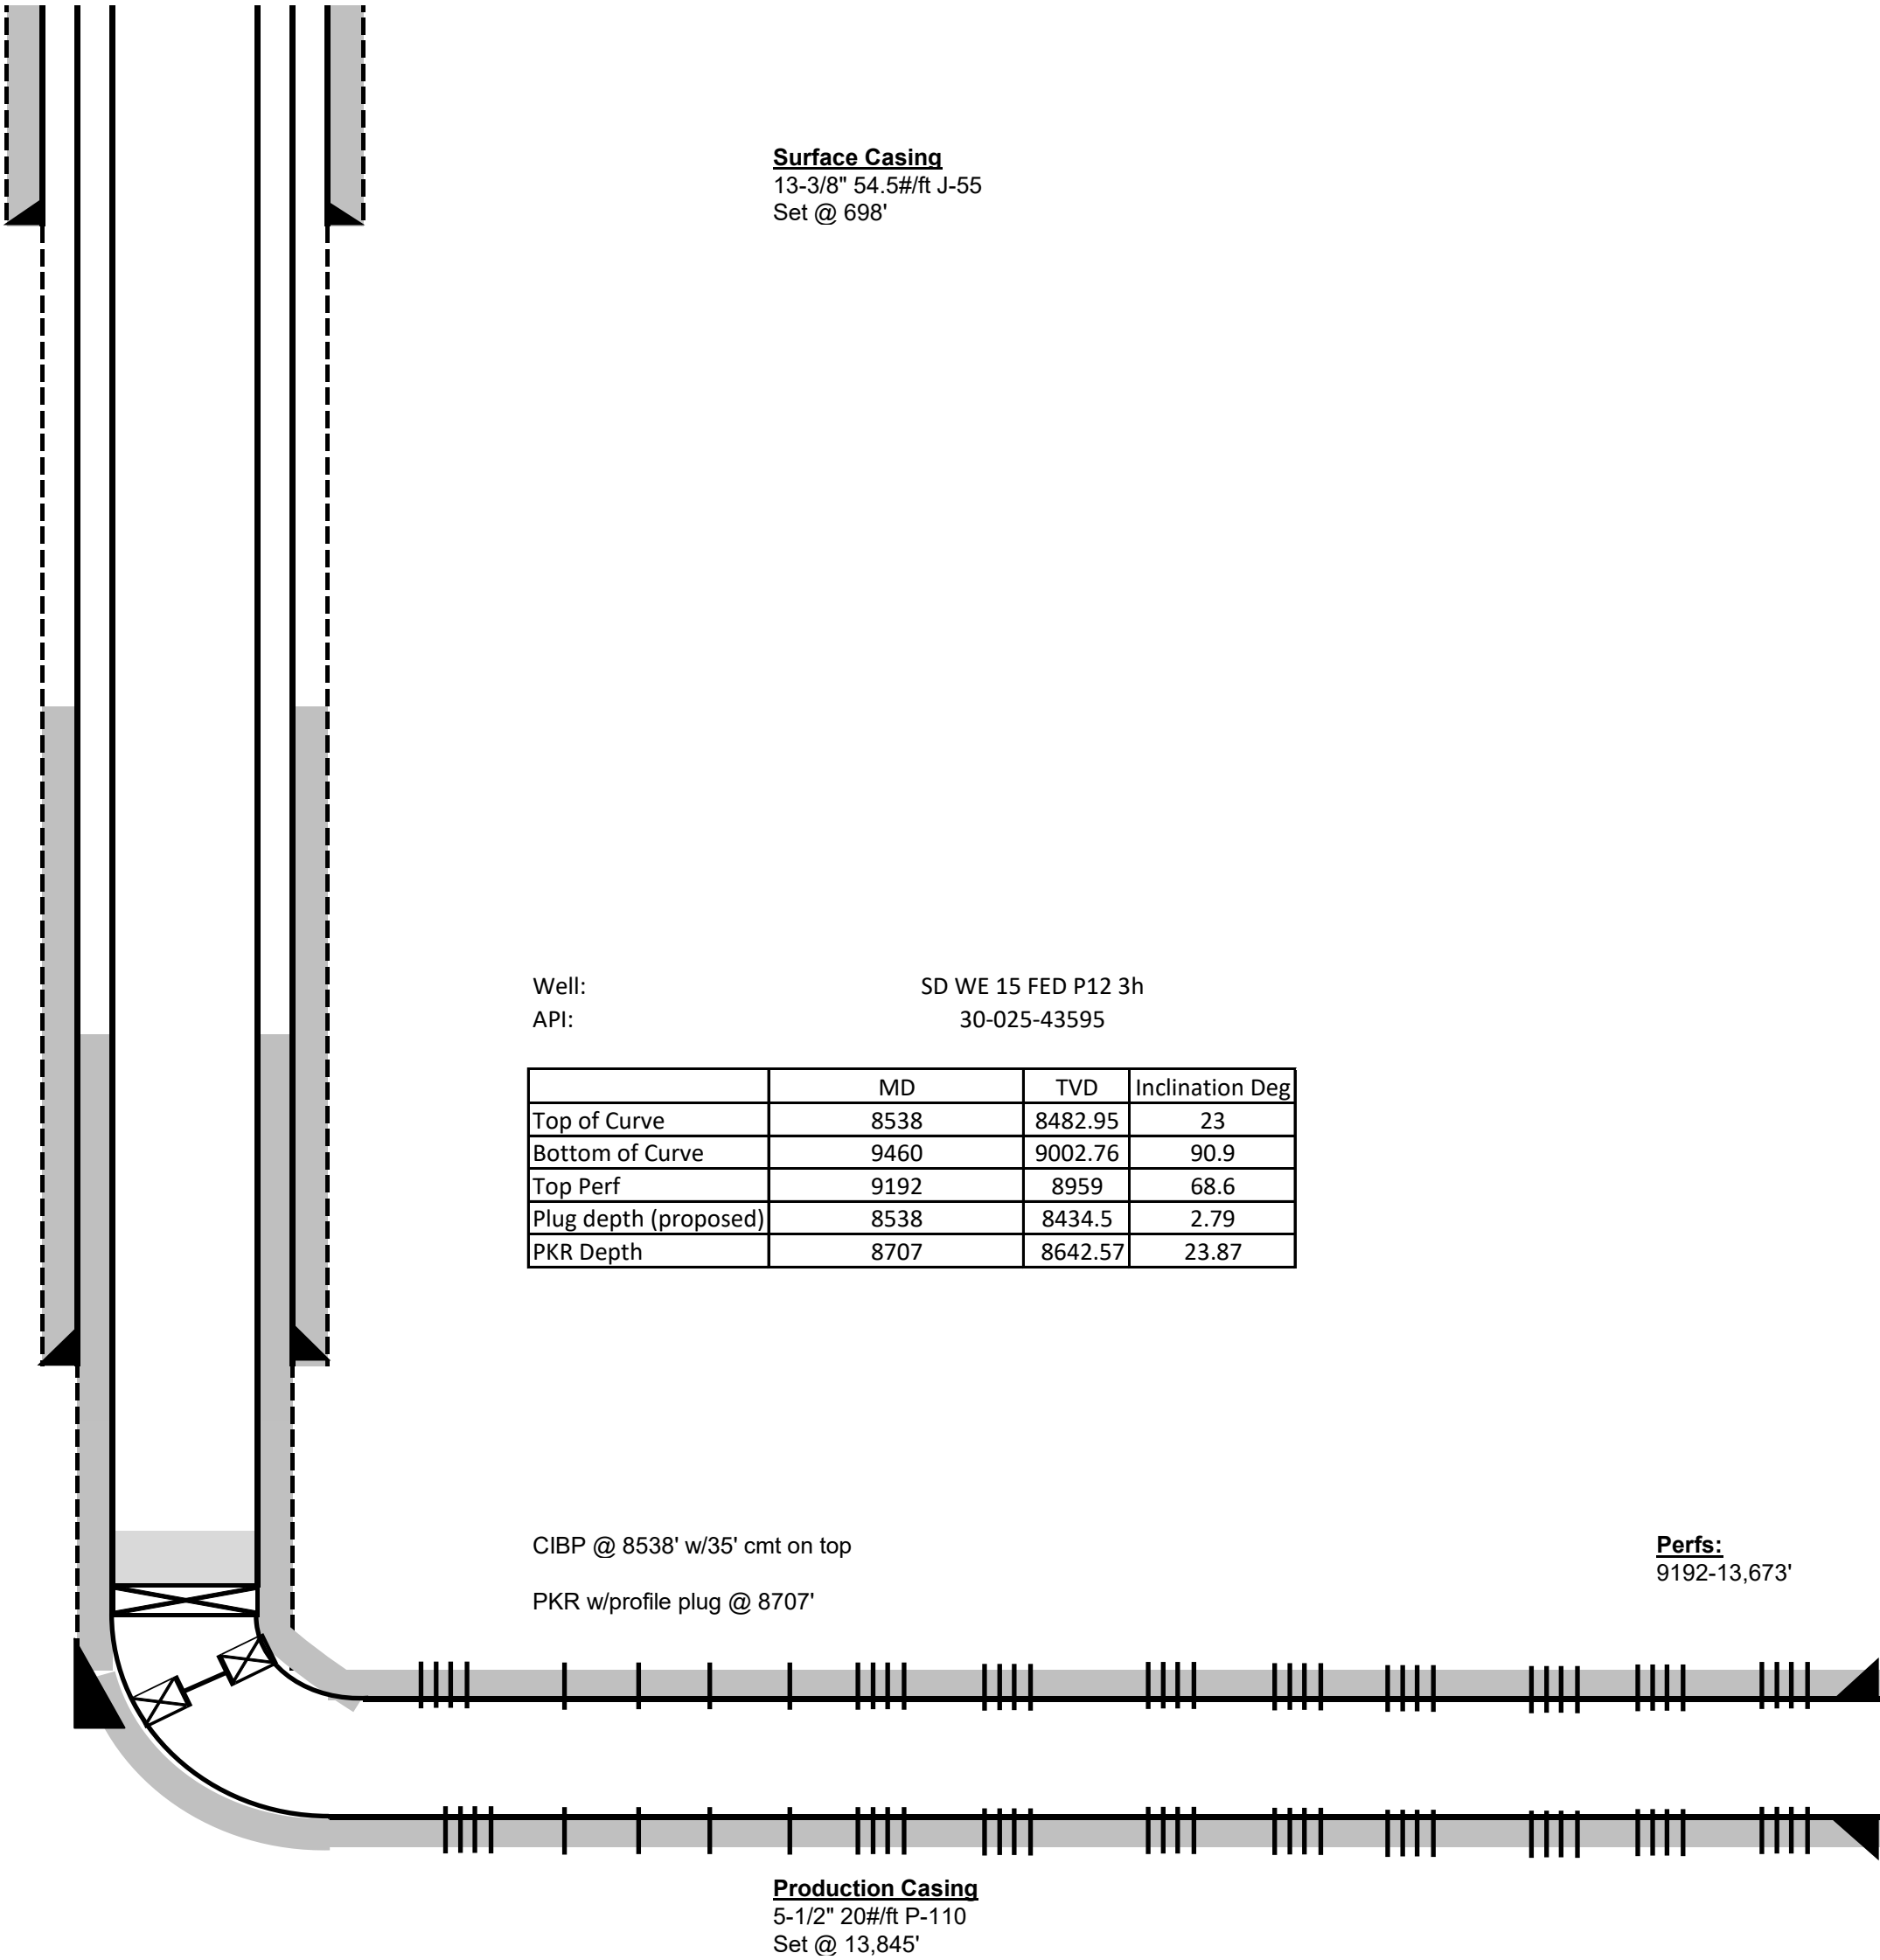 Surface Casing
13-3/8" 54.5#/ft J-55
Set @ 698'
Well: SD WE 15 FED P12 3h
API: 30-025-43595
MD TVD Inclination Deg
Top of Curve 8538 8482.95 23
Bottom of Curve 9460 9002.76 90.9
Top Perf 9192 8959 68.6
Plug depth (proposed) 8538 8434.5 2.79
PKR Depth 8707 8642.57 23.87
CIBP @ 8538' w/35' cmt on top
PKR w/profile plug @ 8707'
Perfs:
9192-13,673'
Production Casing
5-1/2" 20#/ft P-110
Set @ 13,845'